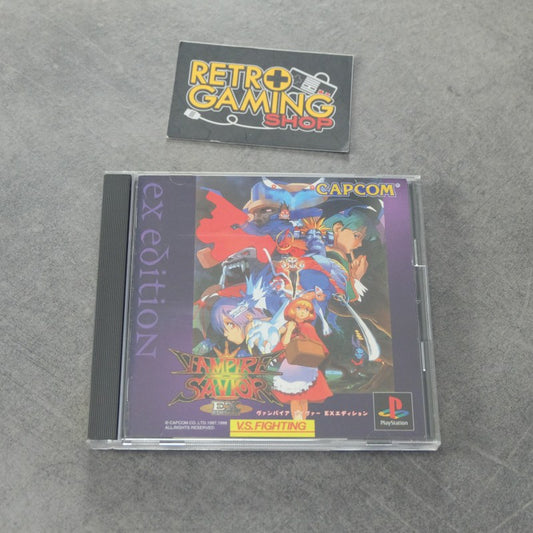 RETRO
GAMING
SHOP
ex edition
CAPCOM
VAMPIRE
SAVIOR
EX
ヴァンパイア セイヴァー EXエディション
© CAPCOM CO., LTD. 1997, 1998
ALL RIGHTS RESERVED.
V.S. FIGHTING
PlayStation